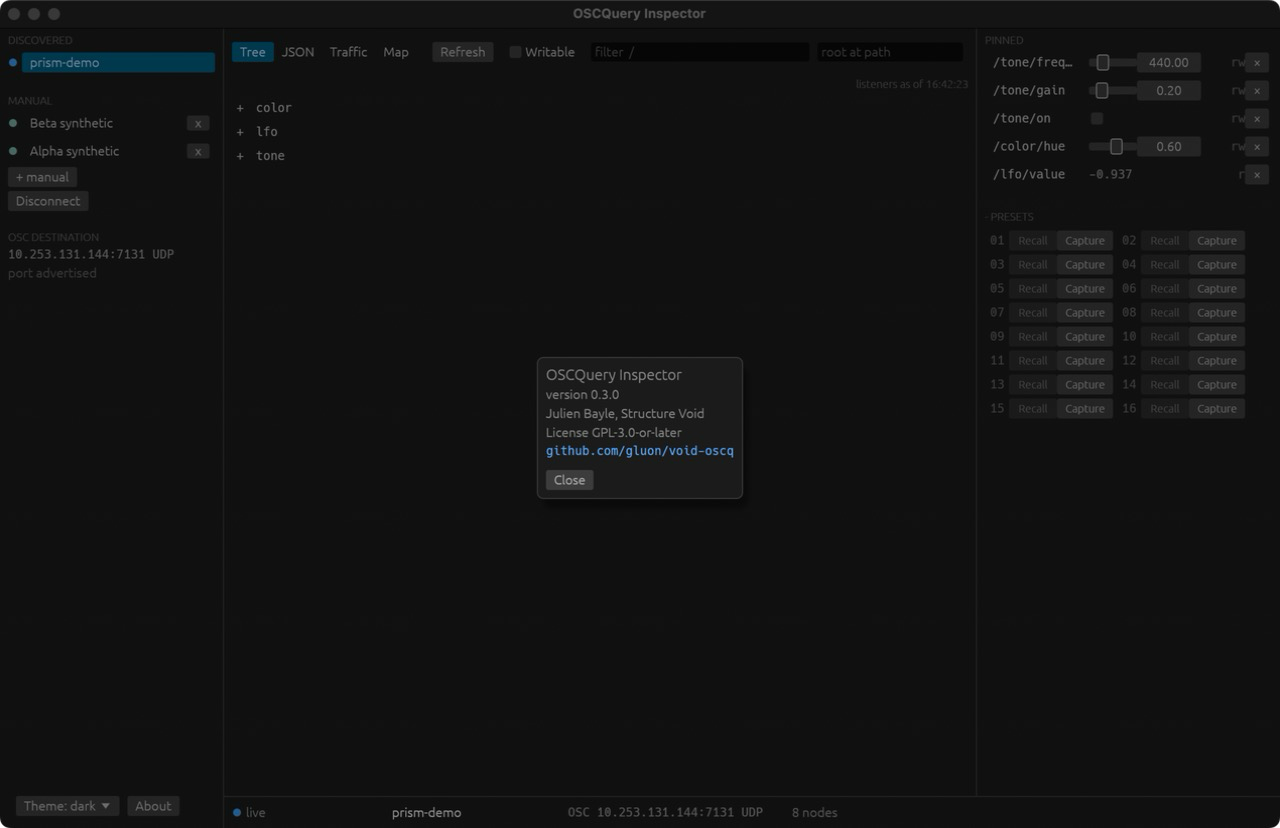 OSCQuery Inspector
DISCOVERED
prism-demo
MANUAL
Beta synthetic x
Alpha synthetic x
+ manual
Disconnect
OSC DESTINATION
10.253.131.144:7131 UDP
port advertised
Theme: dark
About
Tree JSON Traffic Map Refresh Writable filter / root at path
listeners as of 16:42:23
+ color
+ lfo
+ tone
OSCQuery Inspector
version 0.3.0
Julien Bayle, Structure Void
License GPL-3.0-or-later
github.com/gluon/void-oscq
Close
PINNED
/tone/freq… 440.00 rw x
/tone/gain 0.20 rw x
/tone/on rw x
/color/hue 0.60 rw x
/lfo/value -0.937 r x
- PRESETS
01 Recall Capture 02 Recall Capture
03 Recall Capture 04 Recall Capture
05 Recall Capture 06 Recall Capture
07 Recall Capture 08 Recall Capture
09 Recall Capture 10 Recall Capture
11 Recall Capture 12 Recall Capture
13 Recall Capture 14 Recall Capture
15 Recall Capture 16 Recall Capture
live prism-demo OSC 10.253.131.144:7131 UDP 8 nodes